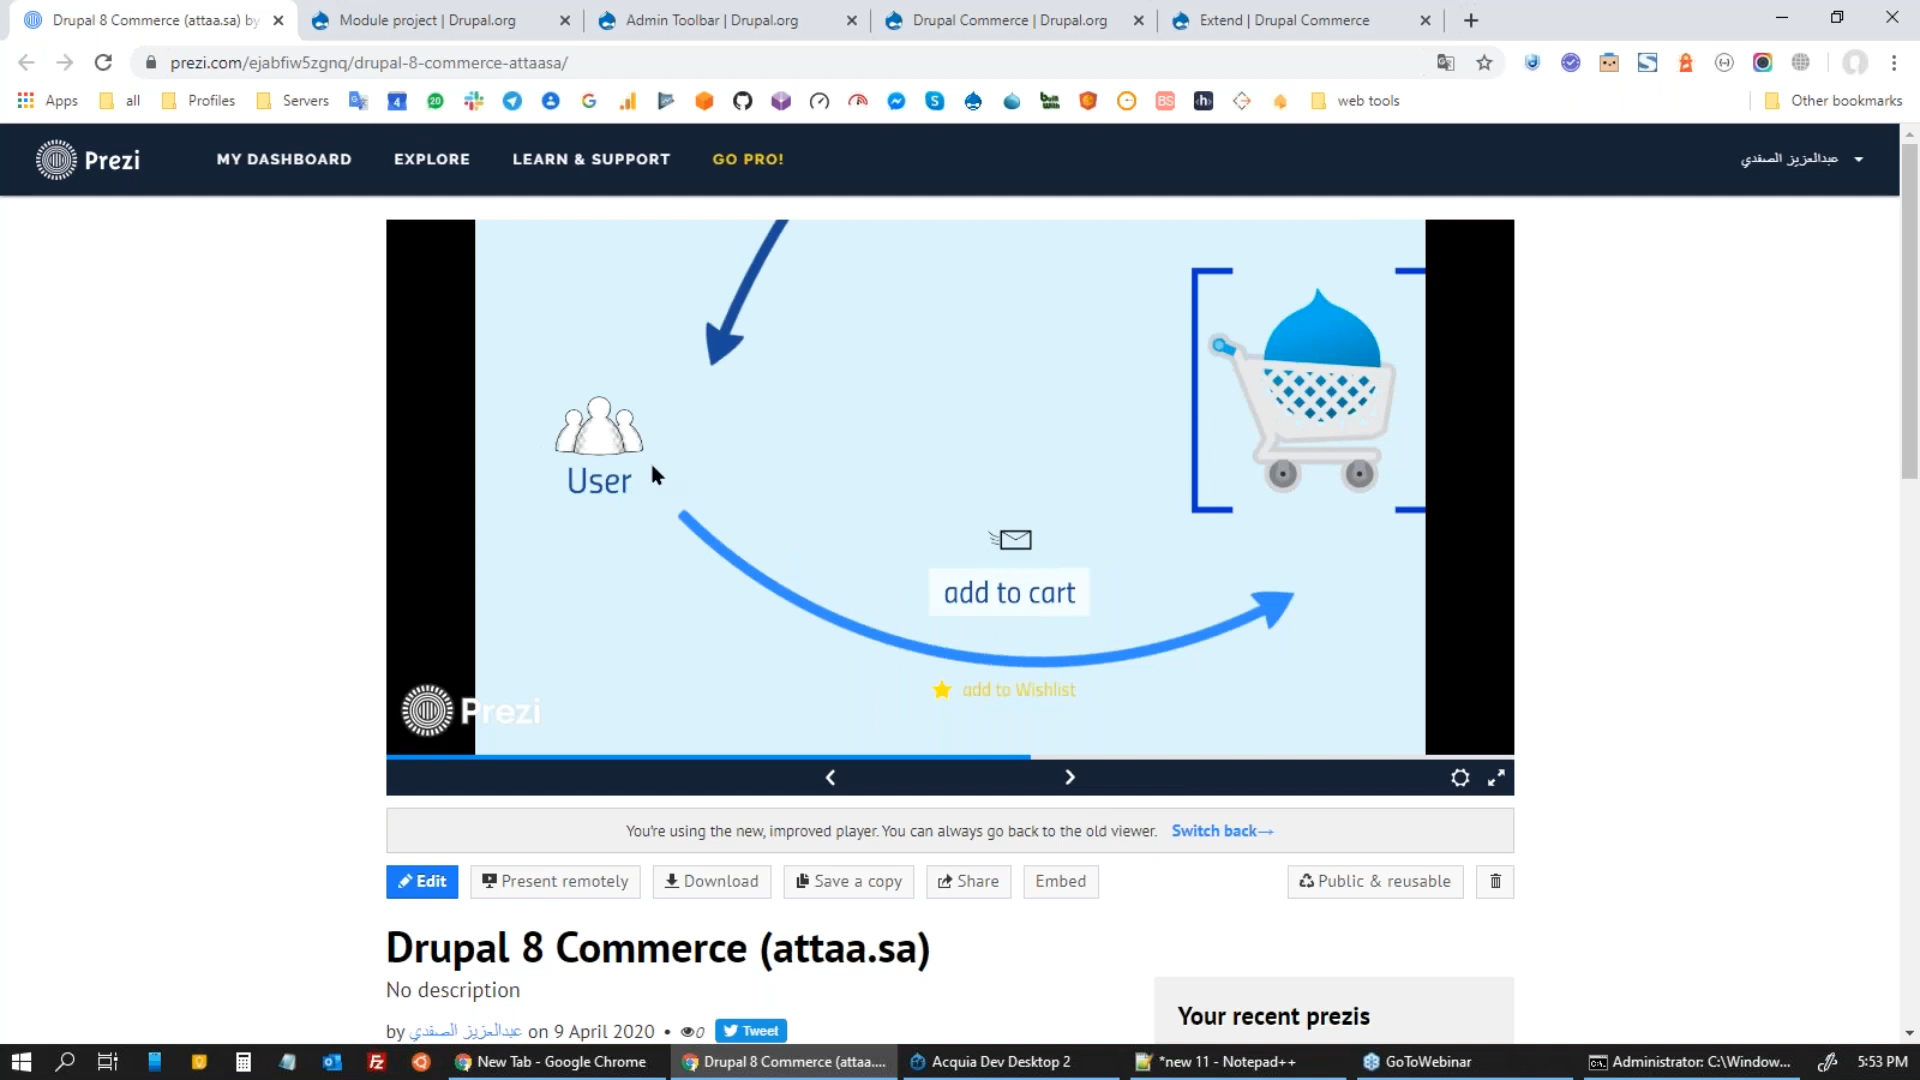 Drupal 8 Commerce (attaa.sa) by
Module project | Drupal.org
Admin Toolbar | Drupal.org
Drupal Commerce | Drupal.org
Extend | Drupal Commerce
prezi.com/ejabfiw5zgnq/drupal-8-commerce-attaasa/
Apps
all
Profiles
Servers
web tools
Other bookmarks
Prezi
MY DASHBOARD
EXPLORE
LEARN & SUPPORT
GO PRO!
عبدالعزيز الصفدي
User
add to cart
add to Wishlist
Prezi
You're using the new, improved player. You can always go back to the old viewer. Switch back→
Edit
Present remotely
Download
Save a copy
Share
Embed
Public & reusable
Drupal 8 Commerce (attaa.sa)
No description
Your recent prezis
by عبدالعزيز الصفدي on 9 April 2020 • 0 Tweet
New Tab - Google Chrome
Drupal 8 Commerce (attaa....
Acquia Dev Desktop 2
*new 11 - Notepad++
GoToWebinar
Administrator: C:\Window...
5:53 PM